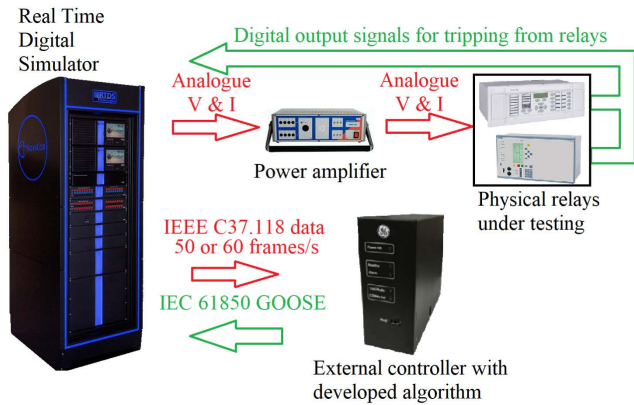 Real Time
Digital
Simulator
Digital output signals for tripping from relays
Analogue
V & I
Analogue
V & I
RTDS
Power amplifier
Physical relays
under testing
IEEE C37.118 data
50 or 60 frames/s
IEC 61850 GOOSE
External controller with
developed algorithm